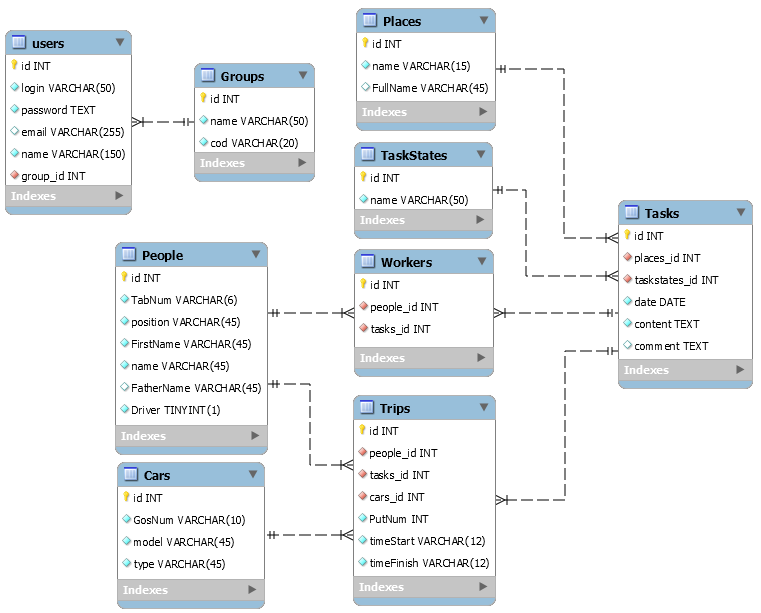 users
id INT
login VARCHAR(50)
password TEXT
email VARCHAR(255)
name VARCHAR(150)
group_id INT
Indexes
Groups
id INT
name VARCHAR(50)
cod VARCHAR(20)
Indexes
Places
id INT
name VARCHAR(15)
FullName VARCHAR(45)
Indexes
TaskStates
id INT
name VARCHAR(50)
Indexes
Tasks
id INT
places_id INT
taskstates_id INT
date DATE
content TEXT
comment TEXT
Indexes
People
id INT
TabNum VARCHAR(6)
position VARCHAR(45)
FirstName VARCHAR(45)
name VARCHAR(45)
FatherName VARCHAR(45)
Driver TINYINT(1)
Indexes
Workers
id INT
people_id INT
tasks_id INT
Indexes
Trips
id INT
people_id INT
tasks_id INT
cars_id INT
PutNum INT
timeStart VARCHAR(12)
timeFinish VARCHAR(12)
Indexes
Cars
id INT
GosNum VARCHAR(10)
model VARCHAR(45)
type VARCHAR(45)
Indexes